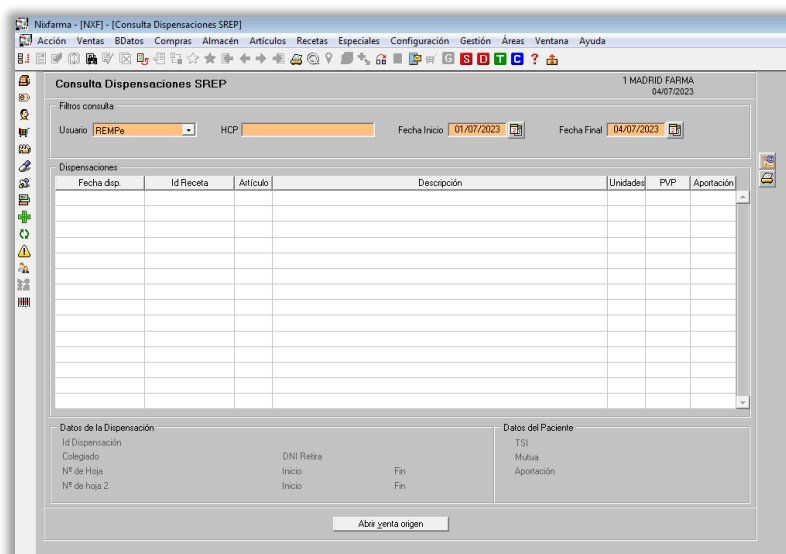 Nixfarma - [NXF] - [Consulta Dispensaciones SREP]
Acción Ventas BDatos Compras Almacén Artículos Recetas Especiales Configuración Gestión Áreas Ventana Ayuda
G S D T C ?
Consulta Dispensaciones SREP
1 MADRID FARMA
04/07/2023
Filtros consulta
Usuario REMPe HCP Fecha Inicio 01/07/2023 Fecha Final 04/07/2023
Dispensaciones
Fecha disp. Id Receta Artículo Descripción Unidades PVP Aportación
Datos de la Dispensación Datos del Paciente
Id Dispensación TSI
Colegiado DNI Retira Mutua
Nº de Hoja Inicio Fin Aportación
Nº de hoja 2 Inicio Fin
Abrir venta origen